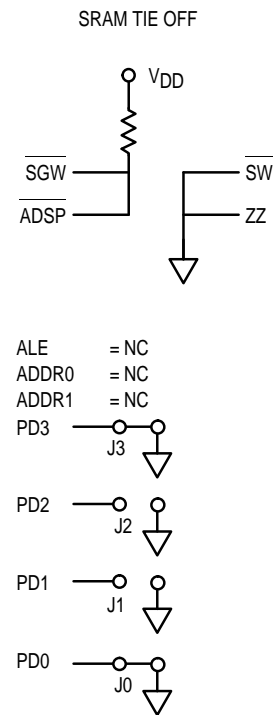 SRAM TIE OFF
VDD
SGW
SW
ADSP
ZZ
ALE = NC
ADDR0 = NC
ADDR1 = NC
PD3
J3
PD2
J2
PD1
J1
PD0
J0